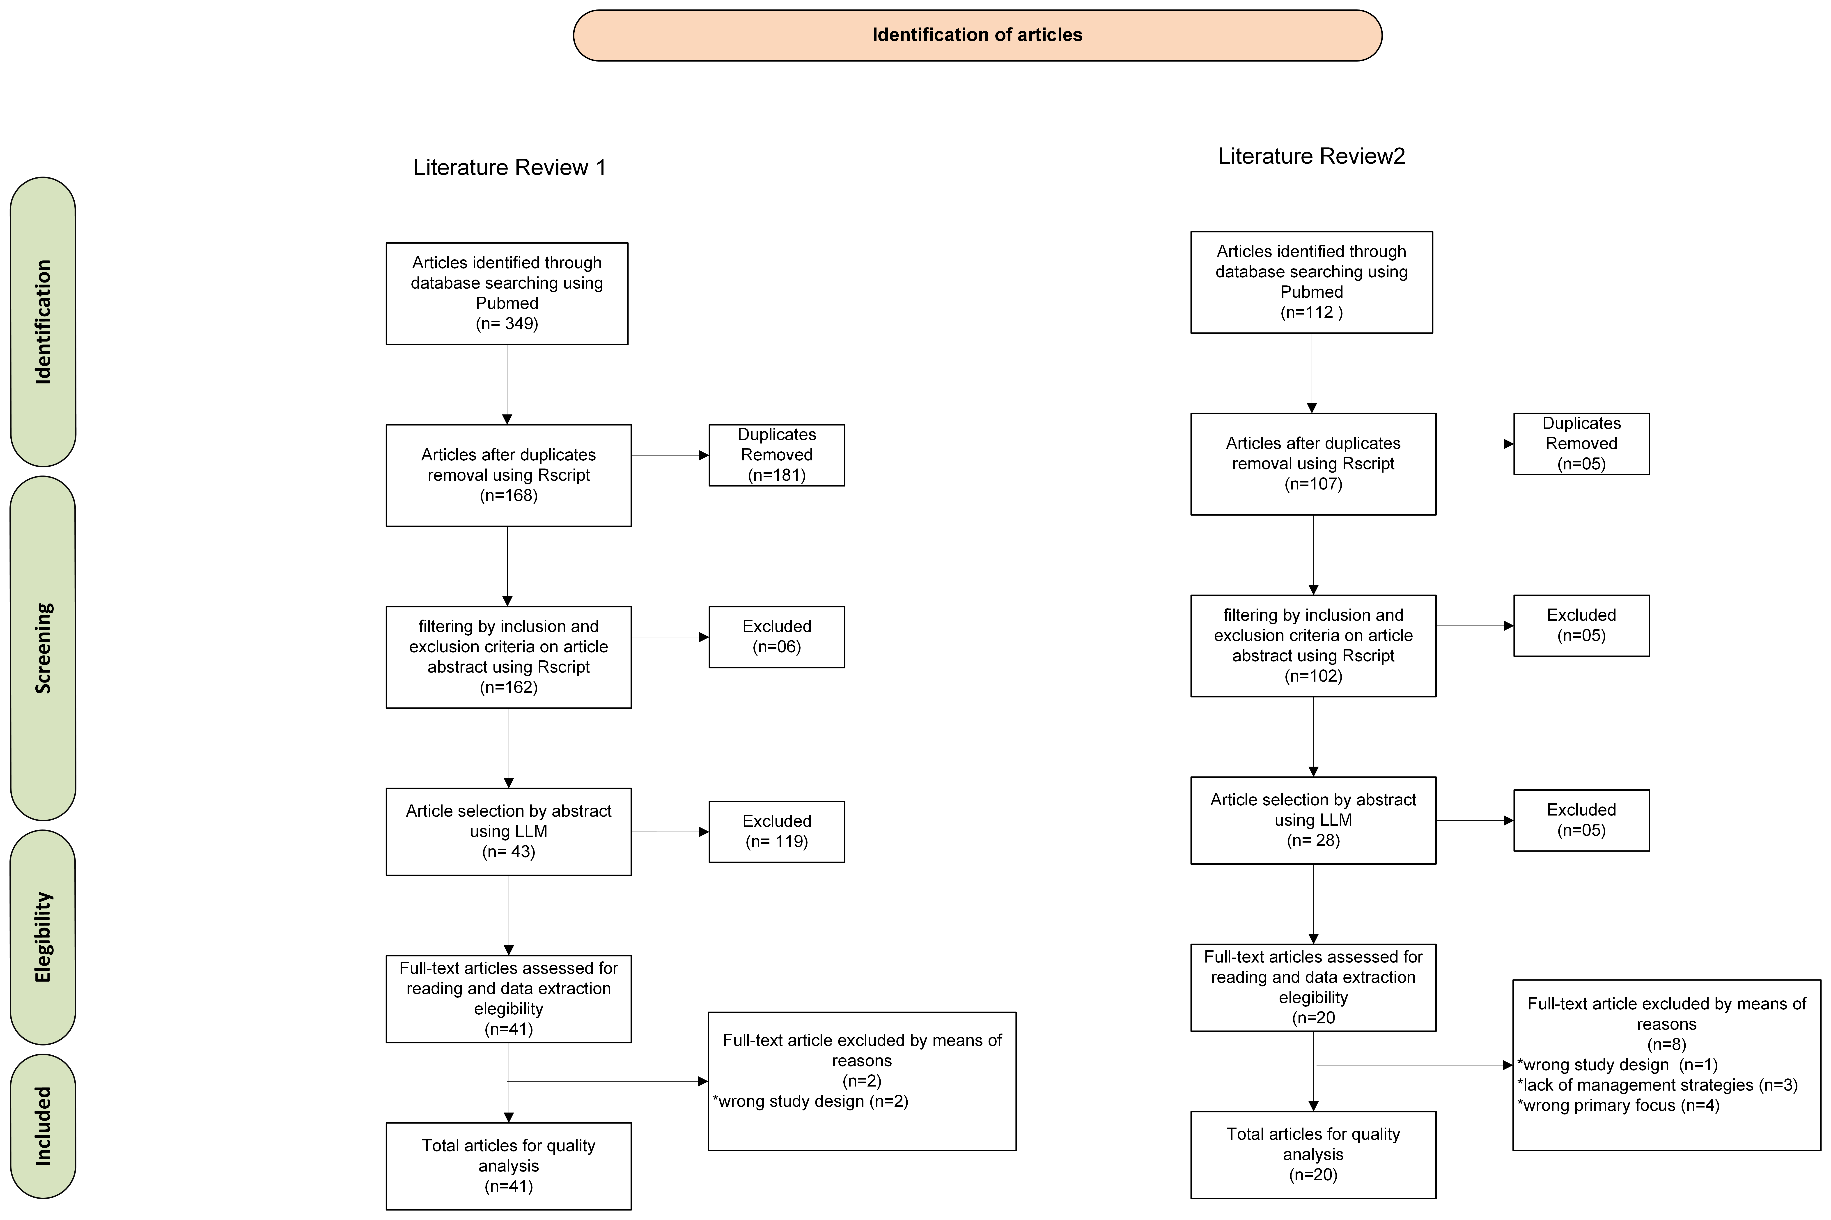 Identification of articles
Literature Review 1
Literature Review2
Identification
Screening
Elegibility
Included
Articles identified through
database searching using
Pubmed
(n= 349)
Articles after duplicates
removal using Rscript
(n=168)
Duplicates
Removed
(n=181)
filtering by inclusion and
exclusion criteria on article
abstract using Rscript
(n=162)
Excluded
(n=06)
Article selection by abstract
using LLM
(n= 43)
Excluded
(n= 119)
Full-text articles assessed for
reading and data extraction
elegibility
(n=41)
Full-text article excluded by means of
reasons
(n=2)
*wrong study design (n=2)
Total articles for quality
analysis
(n=41)
Articles identified through
database searching using
Pubmed
(n=112 )
Articles after duplicates
removal using Rscript
(n=107)
Duplicates
Removed
(n=05)
filtering by inclusion and
exclusion criteria on article
abstract using Rscript
(n=102)
Excluded
(n=05)
Article selection by abstract
using LLM
(n= 28)
Excluded
(n=05)
Full-text articles assessed for
reading and data extraction
elegibility
(n=20
Full-text article excluded by means of
reasons
(n=8)
*wrong study design  (n=1)
*lack of management strategies (n=3)
*wrong primary focus (n=4)
Total articles for quality
analysis
(n=20)